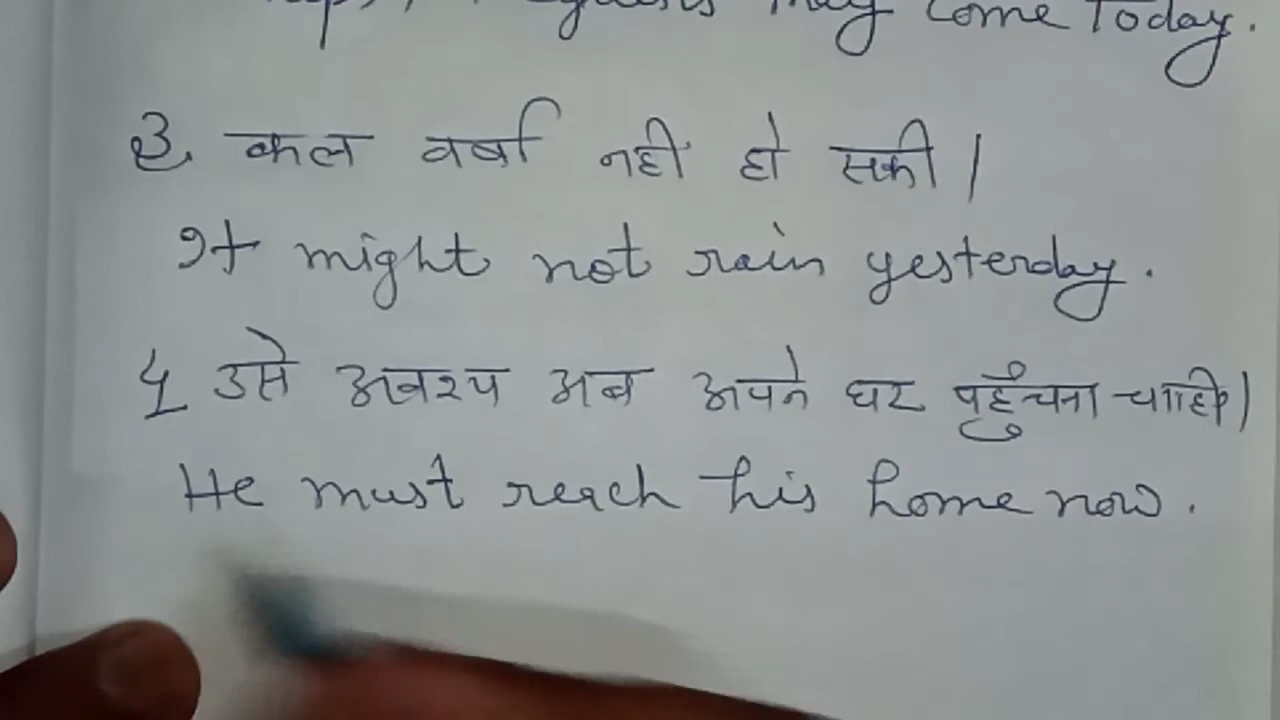 may come Today.
3. कल वर्षा नही हो सकी।
It might not rain yesterday.
4 उसे अवश्य अब अपने घर पहुँचना चाहिए।
He must reach his home now.